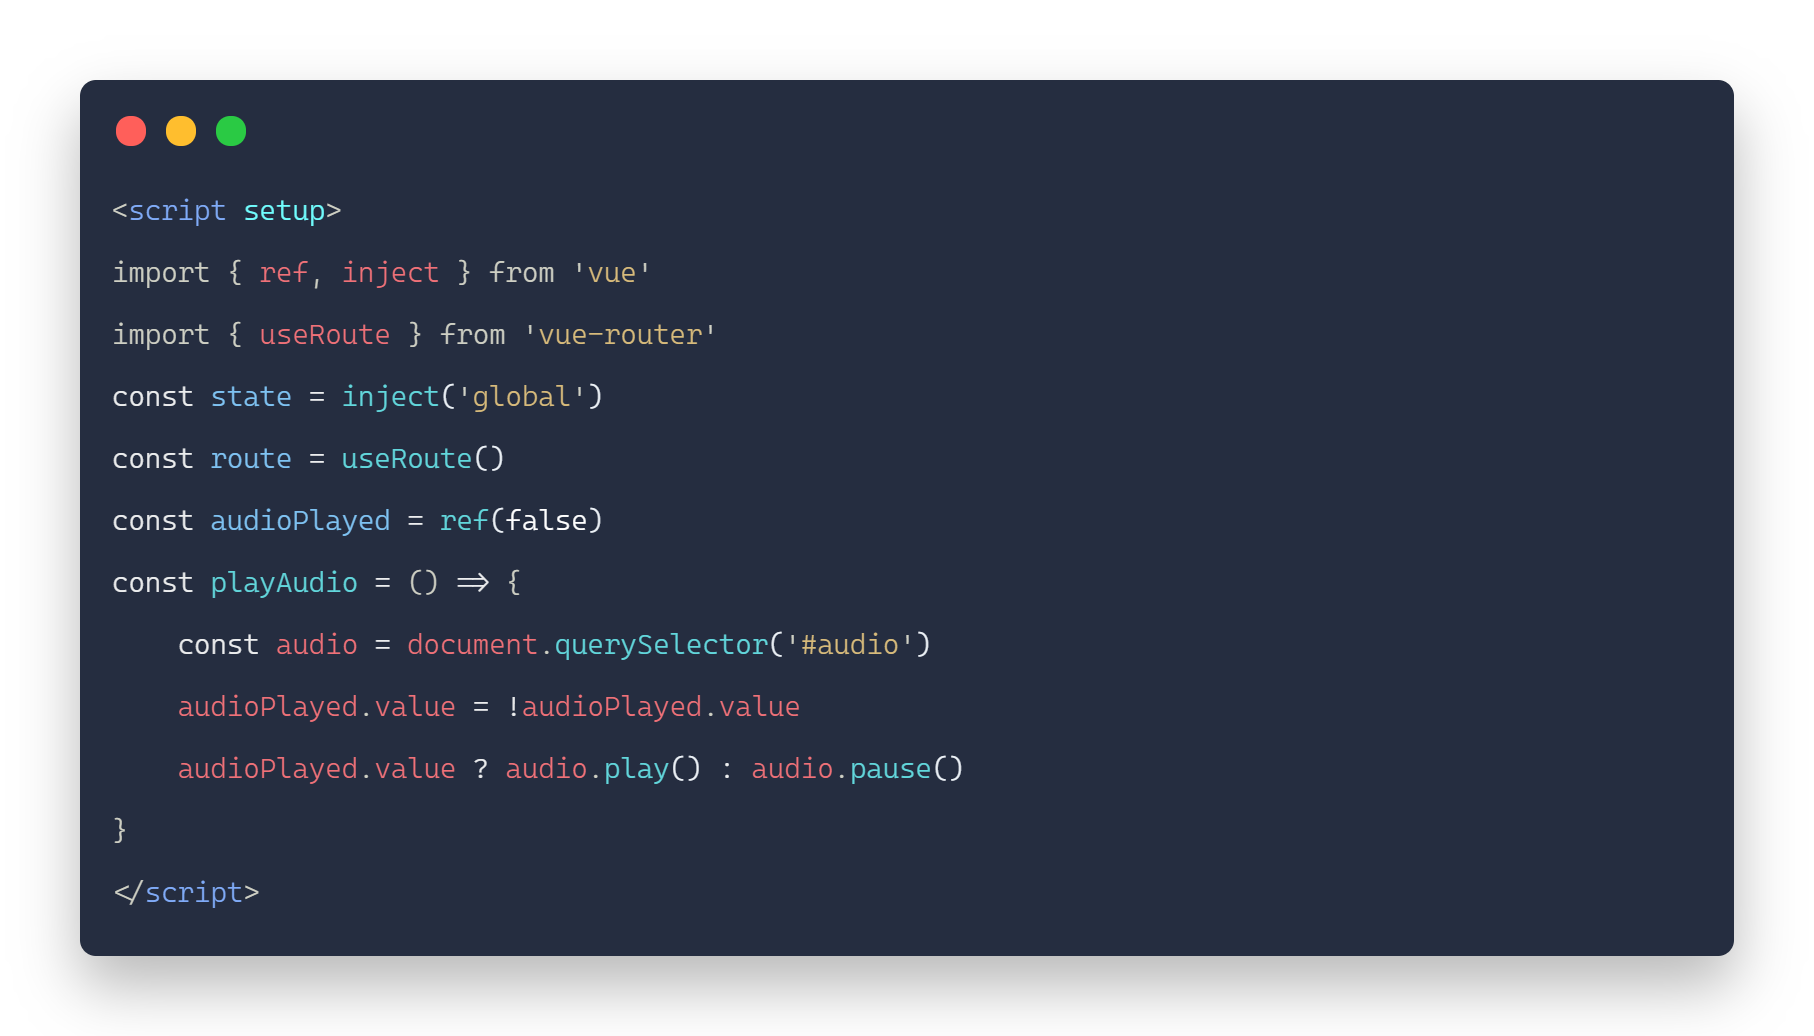 <script setup>
import { ref, inject } from 'vue'
import { useRoute } from 'vue-router'
const state = inject('global')
const route = useRoute()
const audioPlayed = ref(false)
const playAudio = () => {
    const audio = document.querySelector('#audio')
    audioPlayed.value = !audioPlayed.value
    audioPlayed.value ? audio.play() : audio.pause()
}
</script>